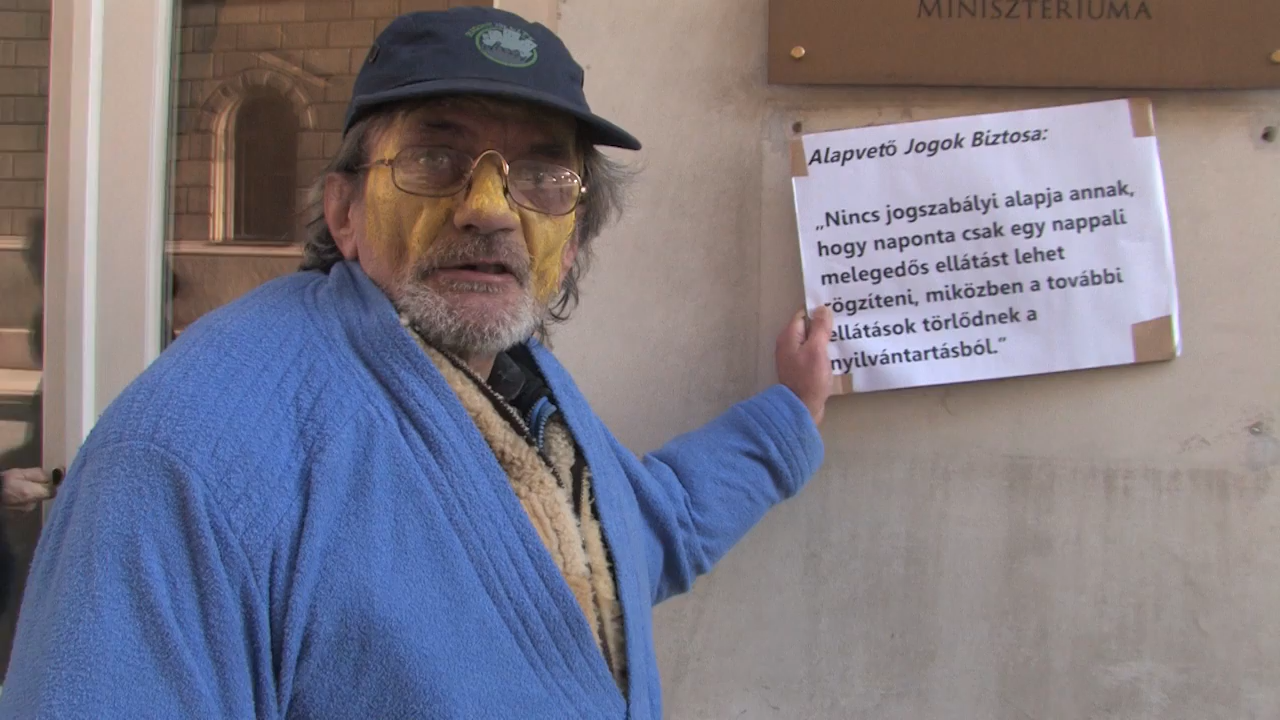 MINISZTÉRIUMA
Alapvető Jogok Biztosa:
„Nincs jogszabályi alapja annak,
hogy naponta csak egy nappali
melegedős ellátást lehet
rögzíteni, miközben a további
ellátások törlődnek a
nyilvántartásból.”